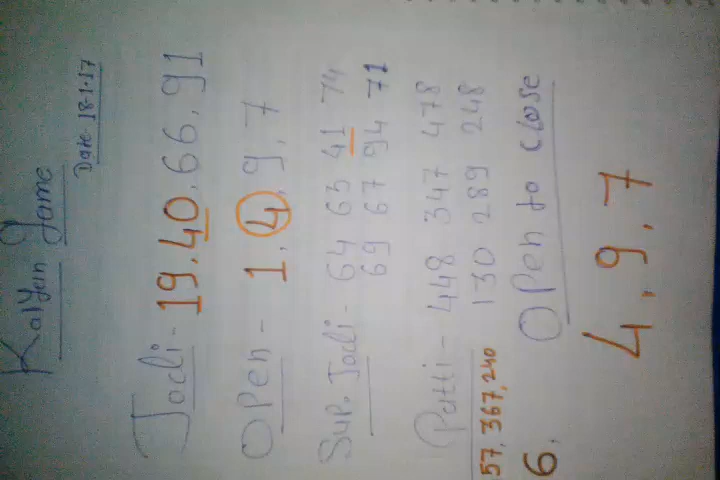 Kalyan Game
Date 18.1.17
Jodi - 19.40.66.91
OPen - 1.4.9.7
Sup. Jodi - 64 63 41 74
69 67 94 71
Patti - 448 347 478
130 289 248
57, 367, 240
OPen to close
6. 4.9.7